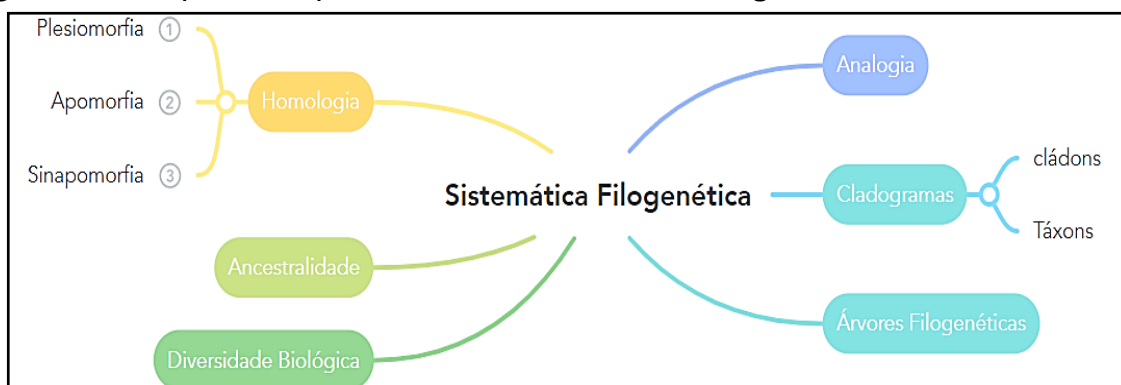 Plesiomorfia 1
Apomorfia 2
Sinapomorfia 3
Homologia
Ancestralidade
Diversidade Biológica
Sistemática Filogenética
Analogia
Cladogramas
cládons
Táxons
Árvores Filogenéticas